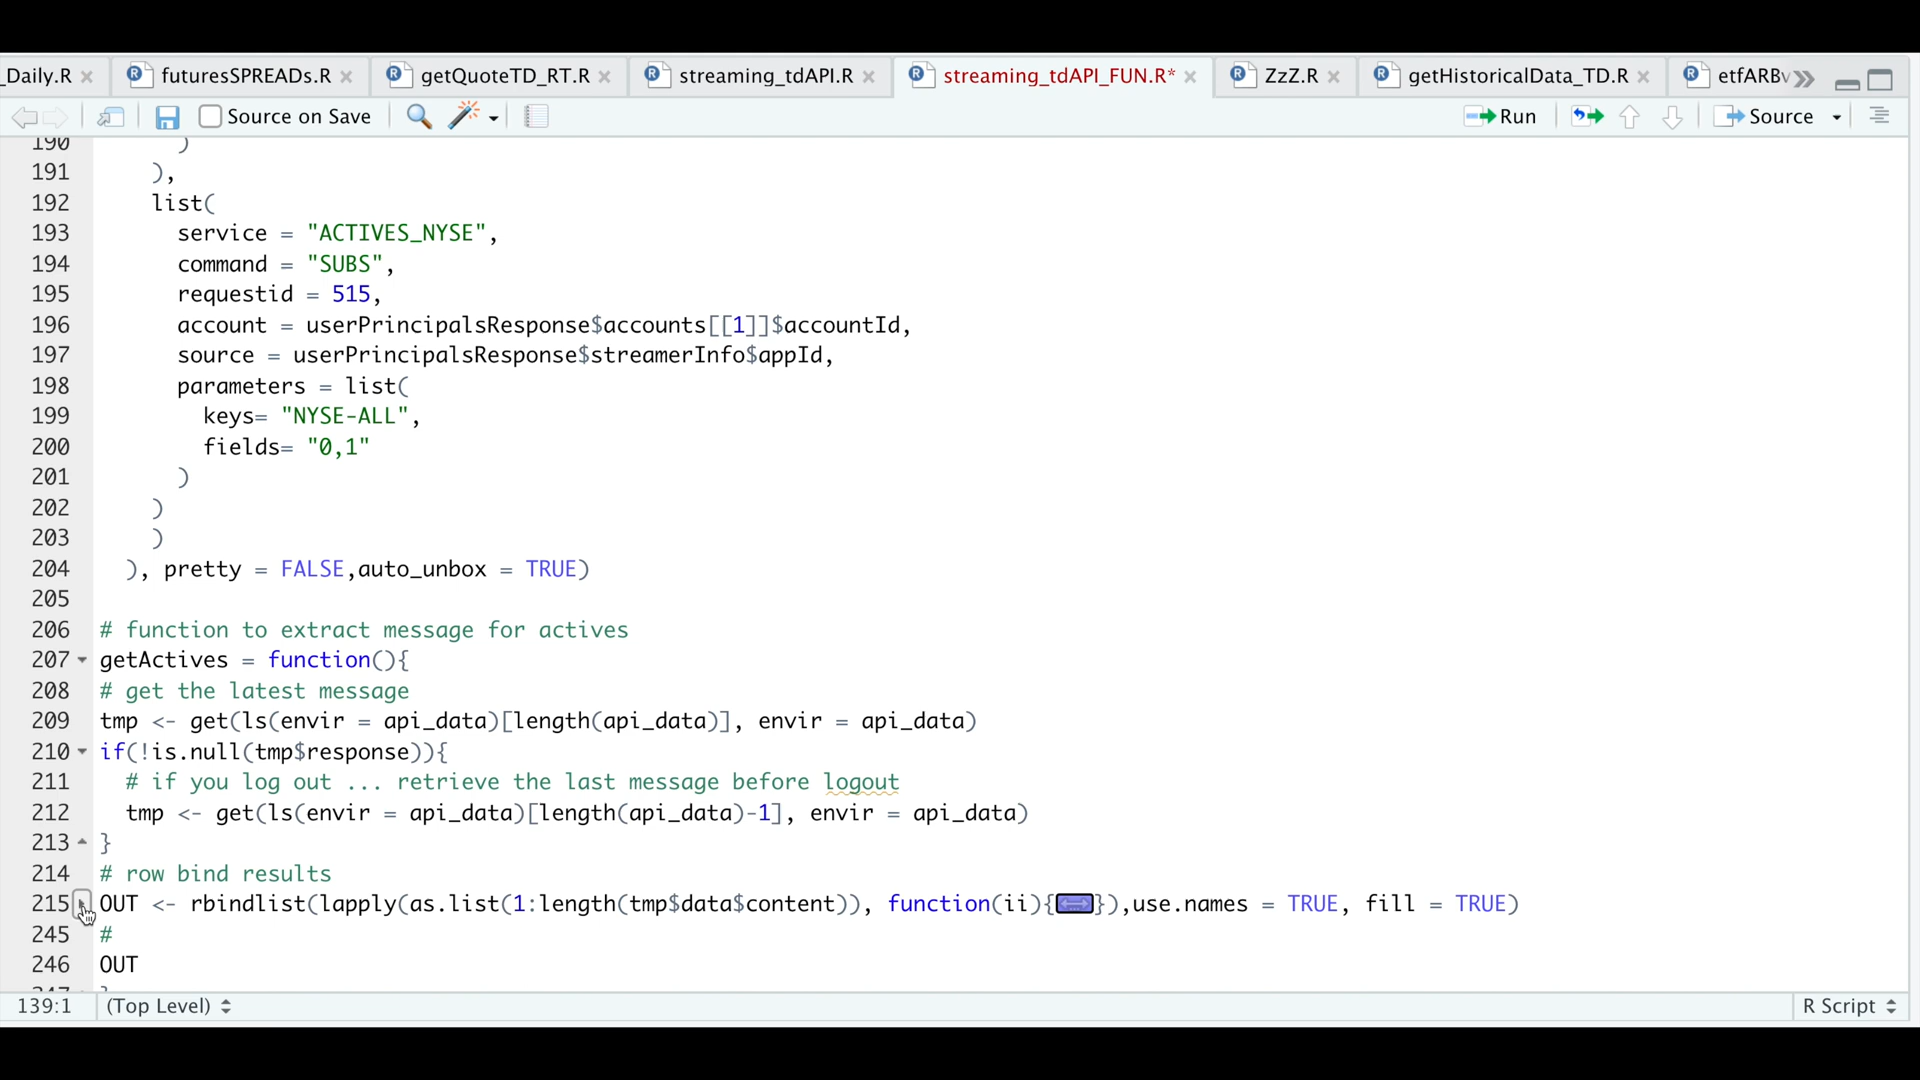 _Daily.R
futuresSPREADs.R
getQuoteTD_RT.R
streaming_tdAPI.R
streaming_tdAPI_FUN.R*
ZzZ.R
getHistoricalData_TD.R
etfARB
Source on Save
Run
Source
190 )
191 ),
192 list(
193 service = "ACTIVES_NYSE",
194 command = "SUBS",
195 requestid = 515,
196 account = userPrincipalsResponse$accounts[[1]]$accountId,
197 source = userPrincipalsResponse$streamerInfo$appId,
198 parameters = list(
199 keys= "NYSE-ALL",
200 fields= "0,1"
201 )
202 )
203 )
204 ), pretty = FALSE,auto_unbox = TRUE)
205
206 # function to extract message for actives
207 getActives = function(){
208 # get the latest message
209 tmp <- get(ls(envir = api_data)[length(api_data)], envir = api_data)
210 if(!is.null(tmp$response)){
211 # if you log out ... retrieve the last message before logout
212 tmp <- get(ls(envir = api_data)[length(api_data)-1], envir = api_data)
213 }
214 # row bind results
215 OUT <- rbindlist(lapply(as.list(1:length(tmp$data$content)), function(ii){}),use.names = TRUE, fill = TRUE)
245 #
246 OUT
139:1 (Top Level) R Script